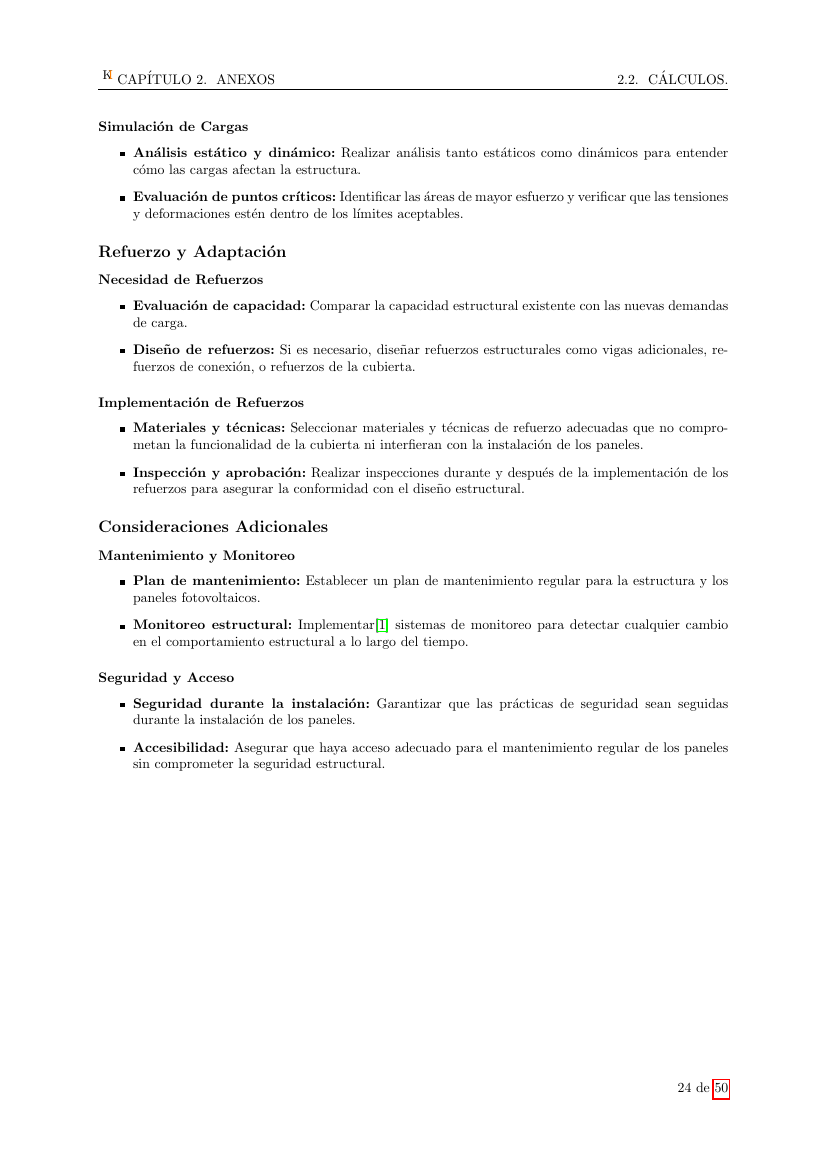 K CAPÍTULO 2. ANEXOS 2.2. CÁLCULOS.
Simulación de Cargas
Análisis estático y dinámico: Realizar análisis tanto estáticos como dinámicos para entender
cómo las cargas afectan la estructura.
Evaluación de puntos críticos: Identificar las áreas de mayor esfuerzo y verificar que las tensiones
y deformaciones estén dentro de los límites aceptables.
Refuerzo y Adaptación
Necesidad de Refuerzos
Evaluación de capacidad: Comparar la capacidad estructural existente con las nuevas demandas
de carga.
Diseño de refuerzos: Si es necesario, diseñar refuerzos estructurales como vigas adicionales, re-
fuerzos de conexión, o refuerzos de la cubierta.
Implementación de Refuerzos
Materiales y técnicas: Seleccionar materiales y técnicas de refuerzo adecuadas que no compro-
metan la funcionalidad de la cubierta ni interfieran con la instalación de los paneles.
Inspección y aprobación: Realizar inspecciones durante y después de la implementación de los
refuerzos para asegurar la conformidad con el diseño estructural.
Consideraciones Adicionales
Mantenimiento y Monitoreo
Plan de mantenimiento: Establecer un plan de mantenimiento regular para la estructura y los
paneles fotovoltaicos.
Monitoreo estructural: Implementar[1] sistemas de monitoreo para detectar cualquier cambio
en el comportamiento estructural a lo largo del tiempo.
Seguridad y Acceso
Seguridad durante la instalación: Garantizar que las prácticas de seguridad sean seguidas
durante la instalación de los paneles.
Accesibilidad: Asegurar que haya acceso adecuado para el mantenimiento regular de los paneles
sin comprometer la seguridad estructural.
24 de 50